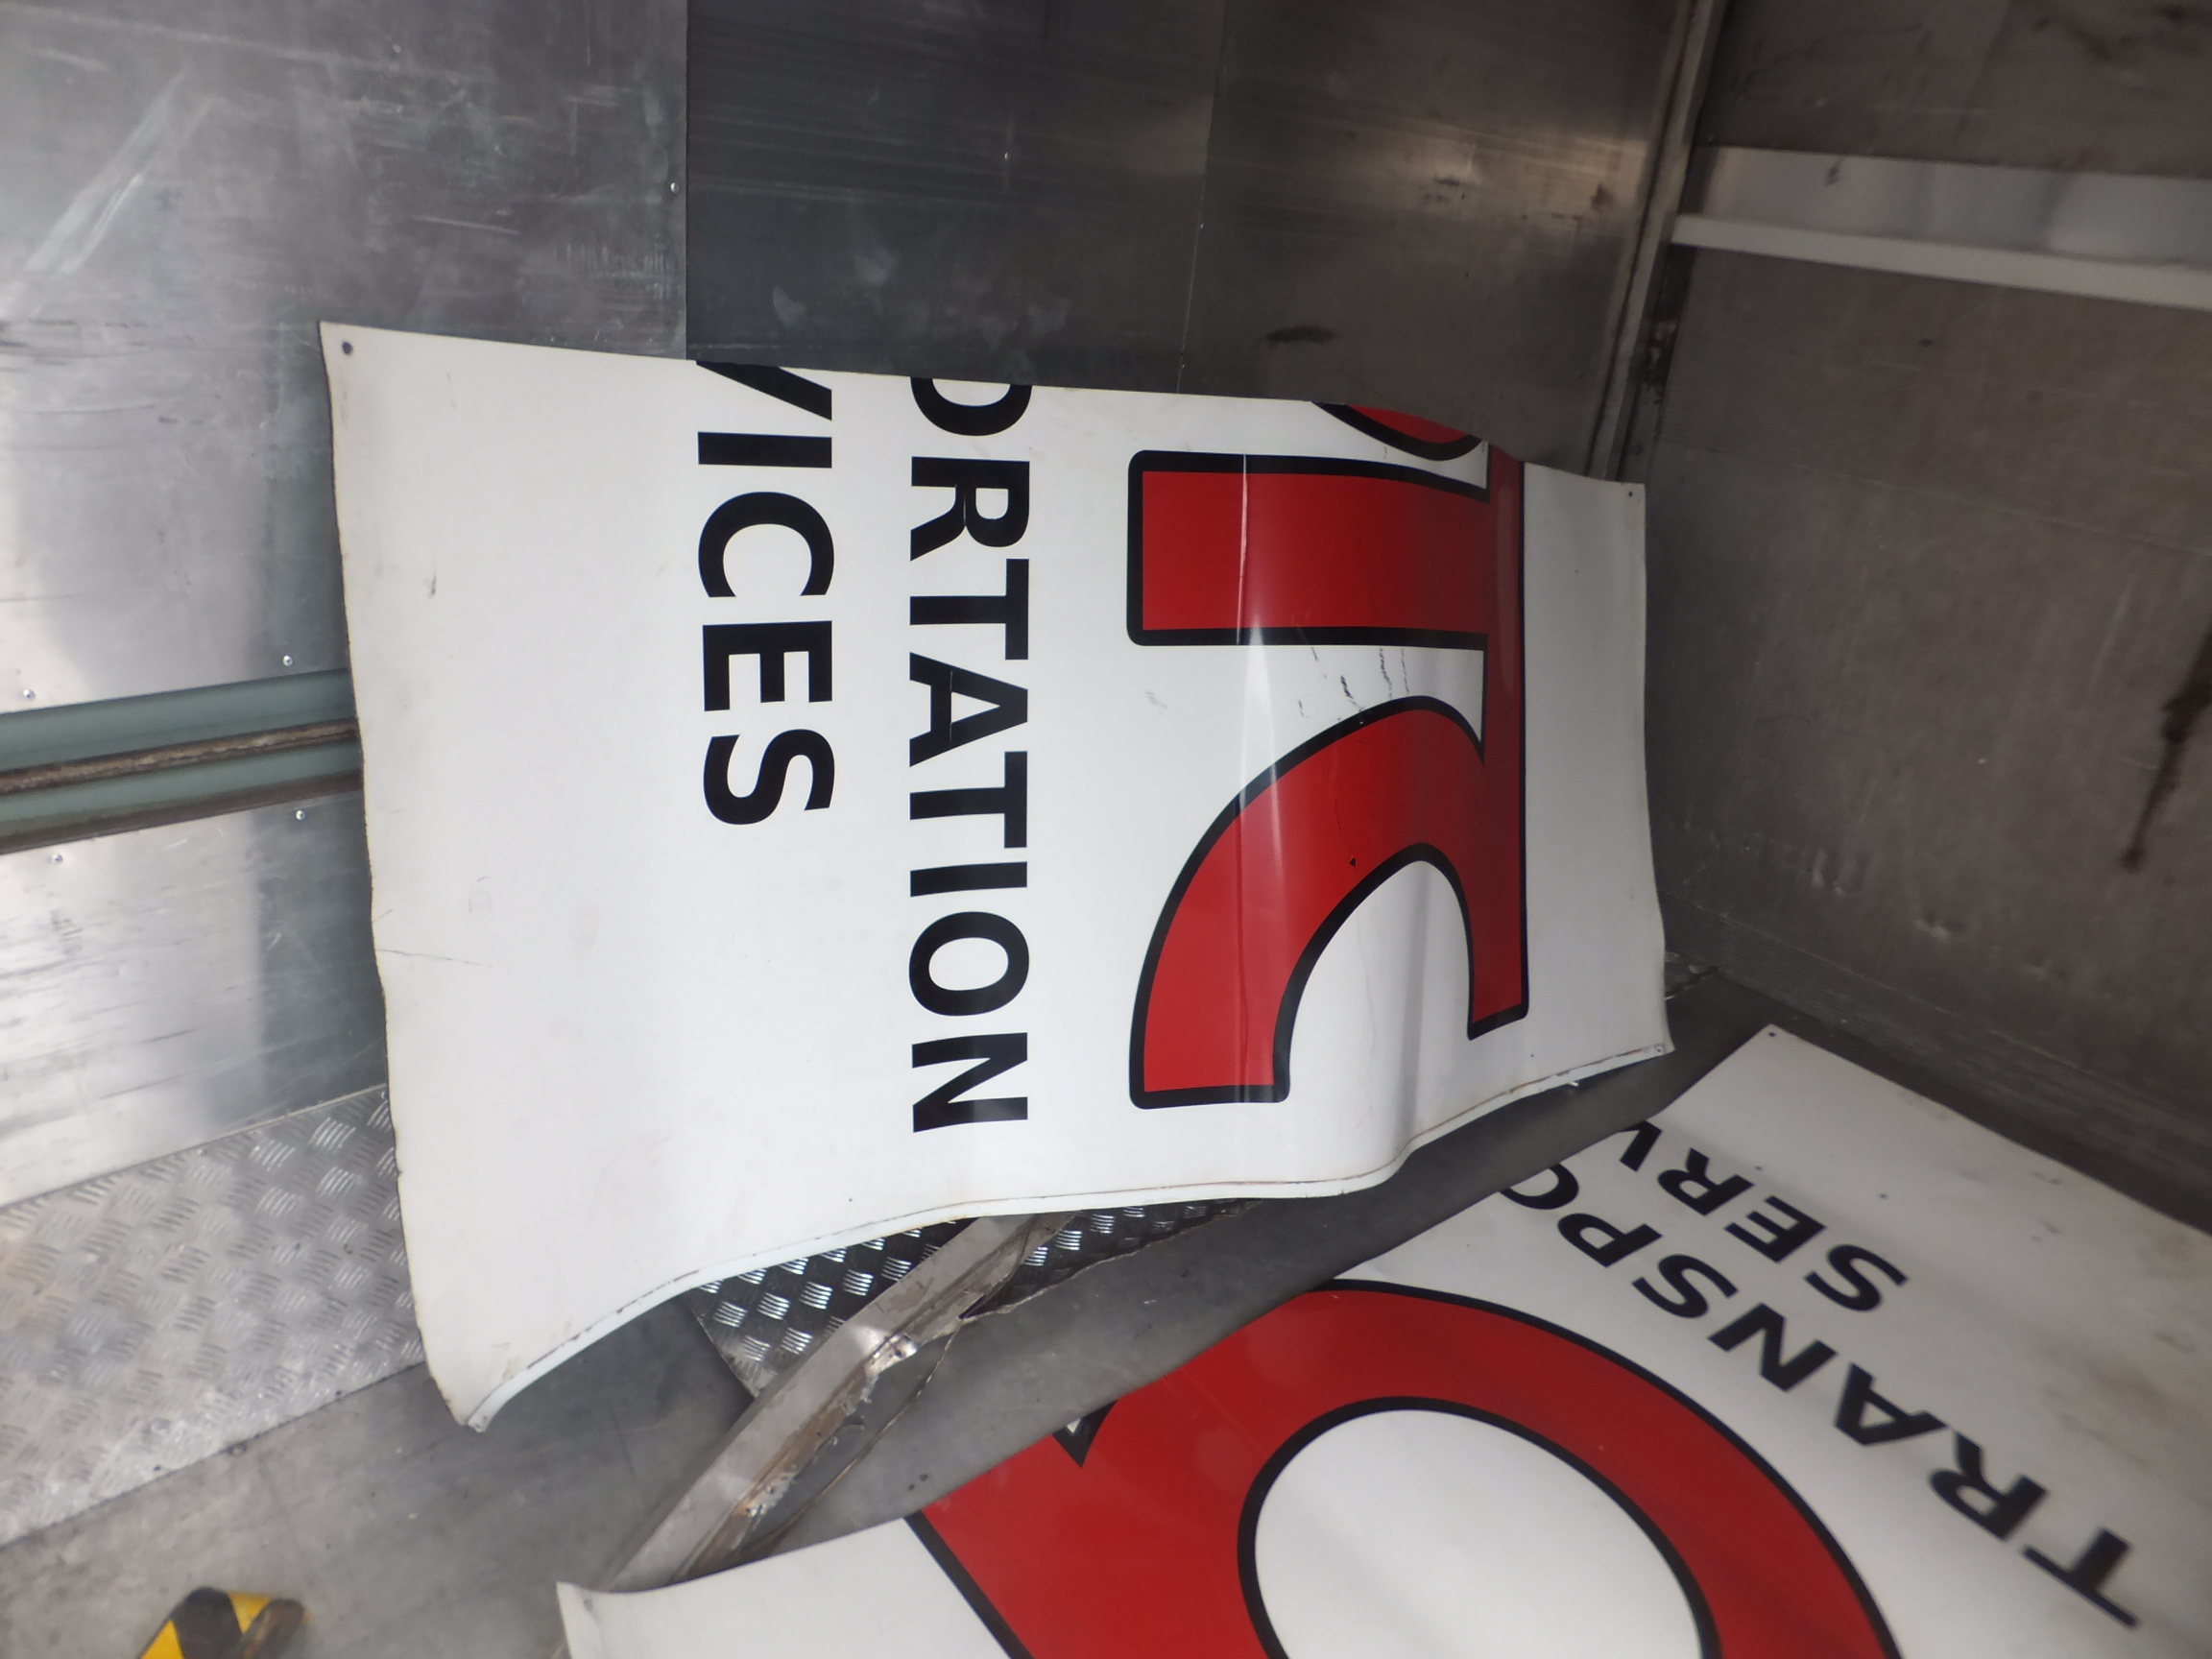 ORTATION
VICES
TRANSPO
SERV